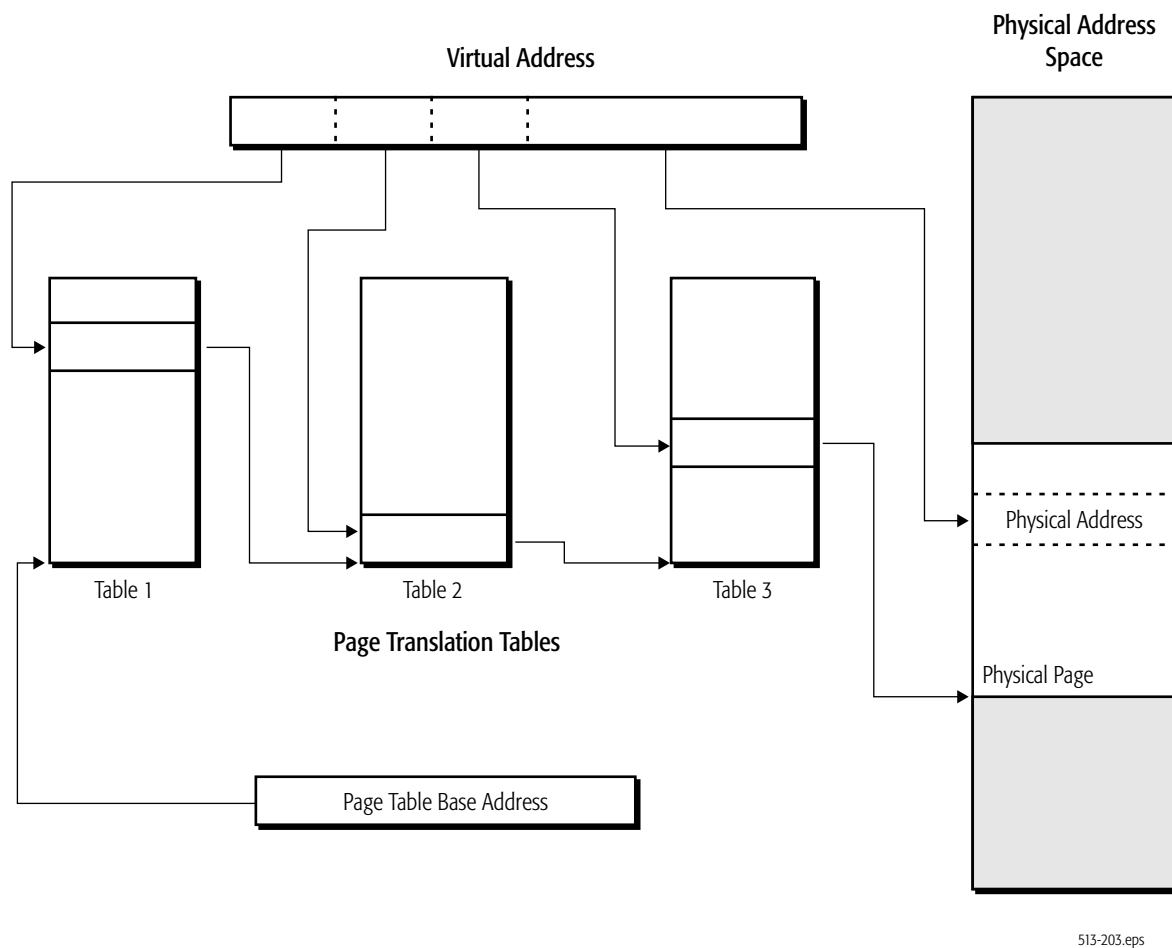 Physical Address
Space
Virtual Address
Physical Address
Table 1
Table 2
Table 3
Page Translation Tables
Physical Page
Page Table Base Address
513-203.eps